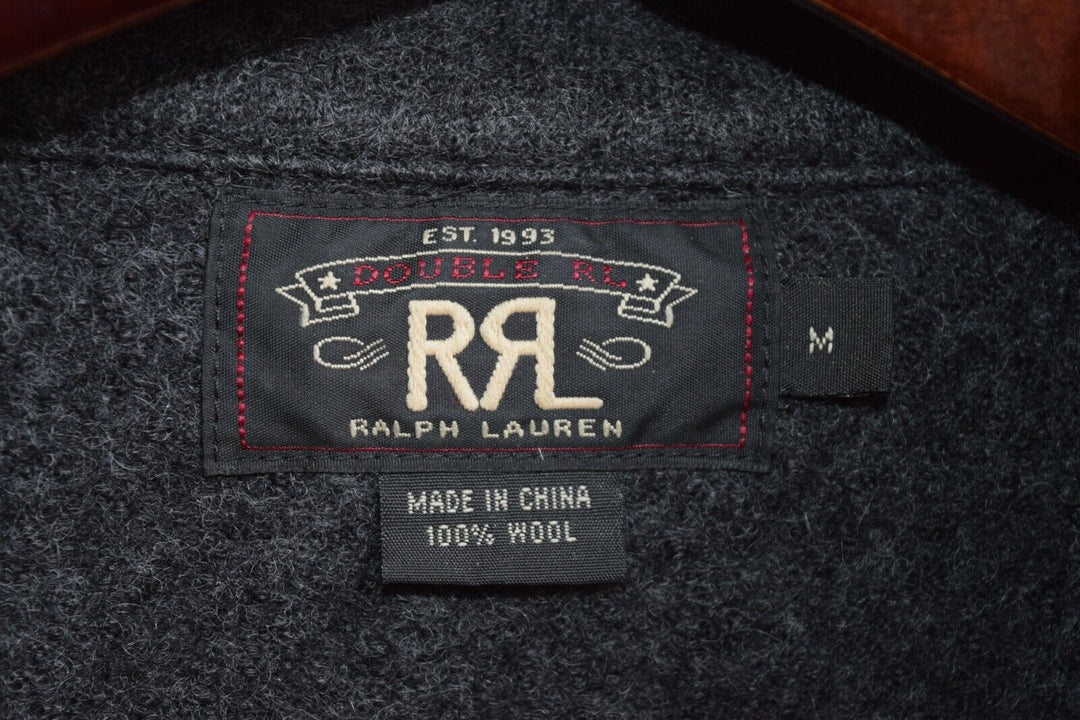 EST. 1993
DOUBLE RL
RRL
RALPH LAUREN
M
MADE IN CHINA
100% WOOL